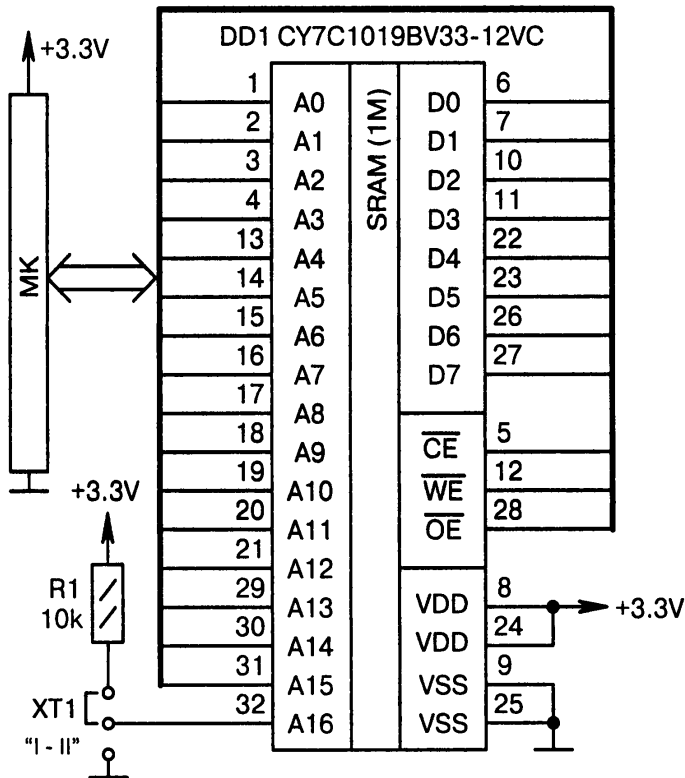 DD1 CY7C1019BV33-12VC
+3.3V
MK
SRAM (1M)
1 A0 D0 6
2 A1 D1 7
3 A2 D2 10
4 A3 D3 11
13 A4 D4 22
14 A5 D5 23
15 A6 D6 26
16 A7 D7 27
17 A8
18 A9 CE 5
19 A10 WE 12
20 A11 OE 28
21 A12
29 A13 VDD 8 +3.3V
30 A14 VDD 24
31 A15 VSS 9
32 A16 VSS 25
+3.3V
R1
10k
XT1
"I - II"